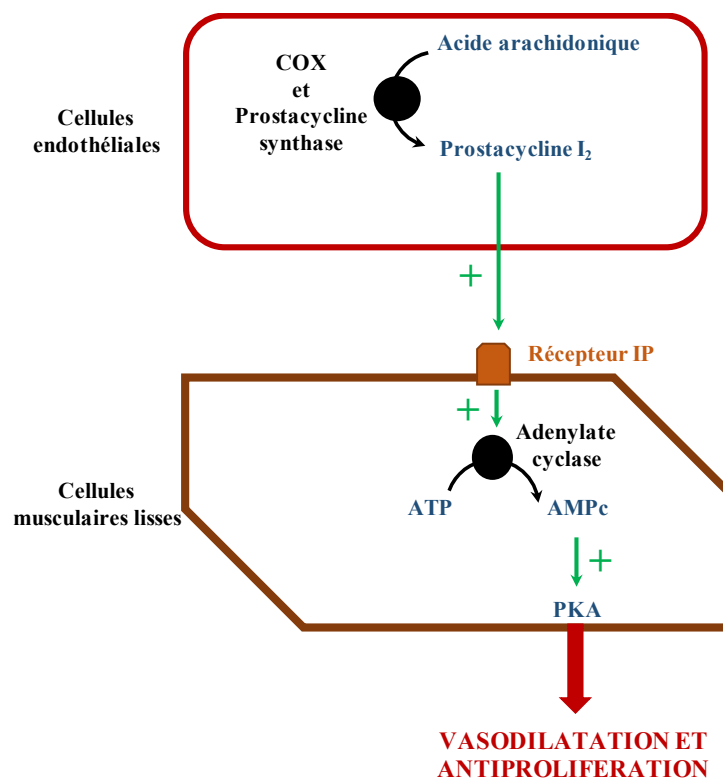 Acide arachidonique
COX
et
Prostacycline
synthase
Cellules
endothéliales
Prostacycline I₂
+
Récepteur IP
+
Adenylate
cyclase
Cellules
musculaires lisses
ATP
AMPc
+
PKA
VASODILATATION ET
ANTIPROLIFERATION